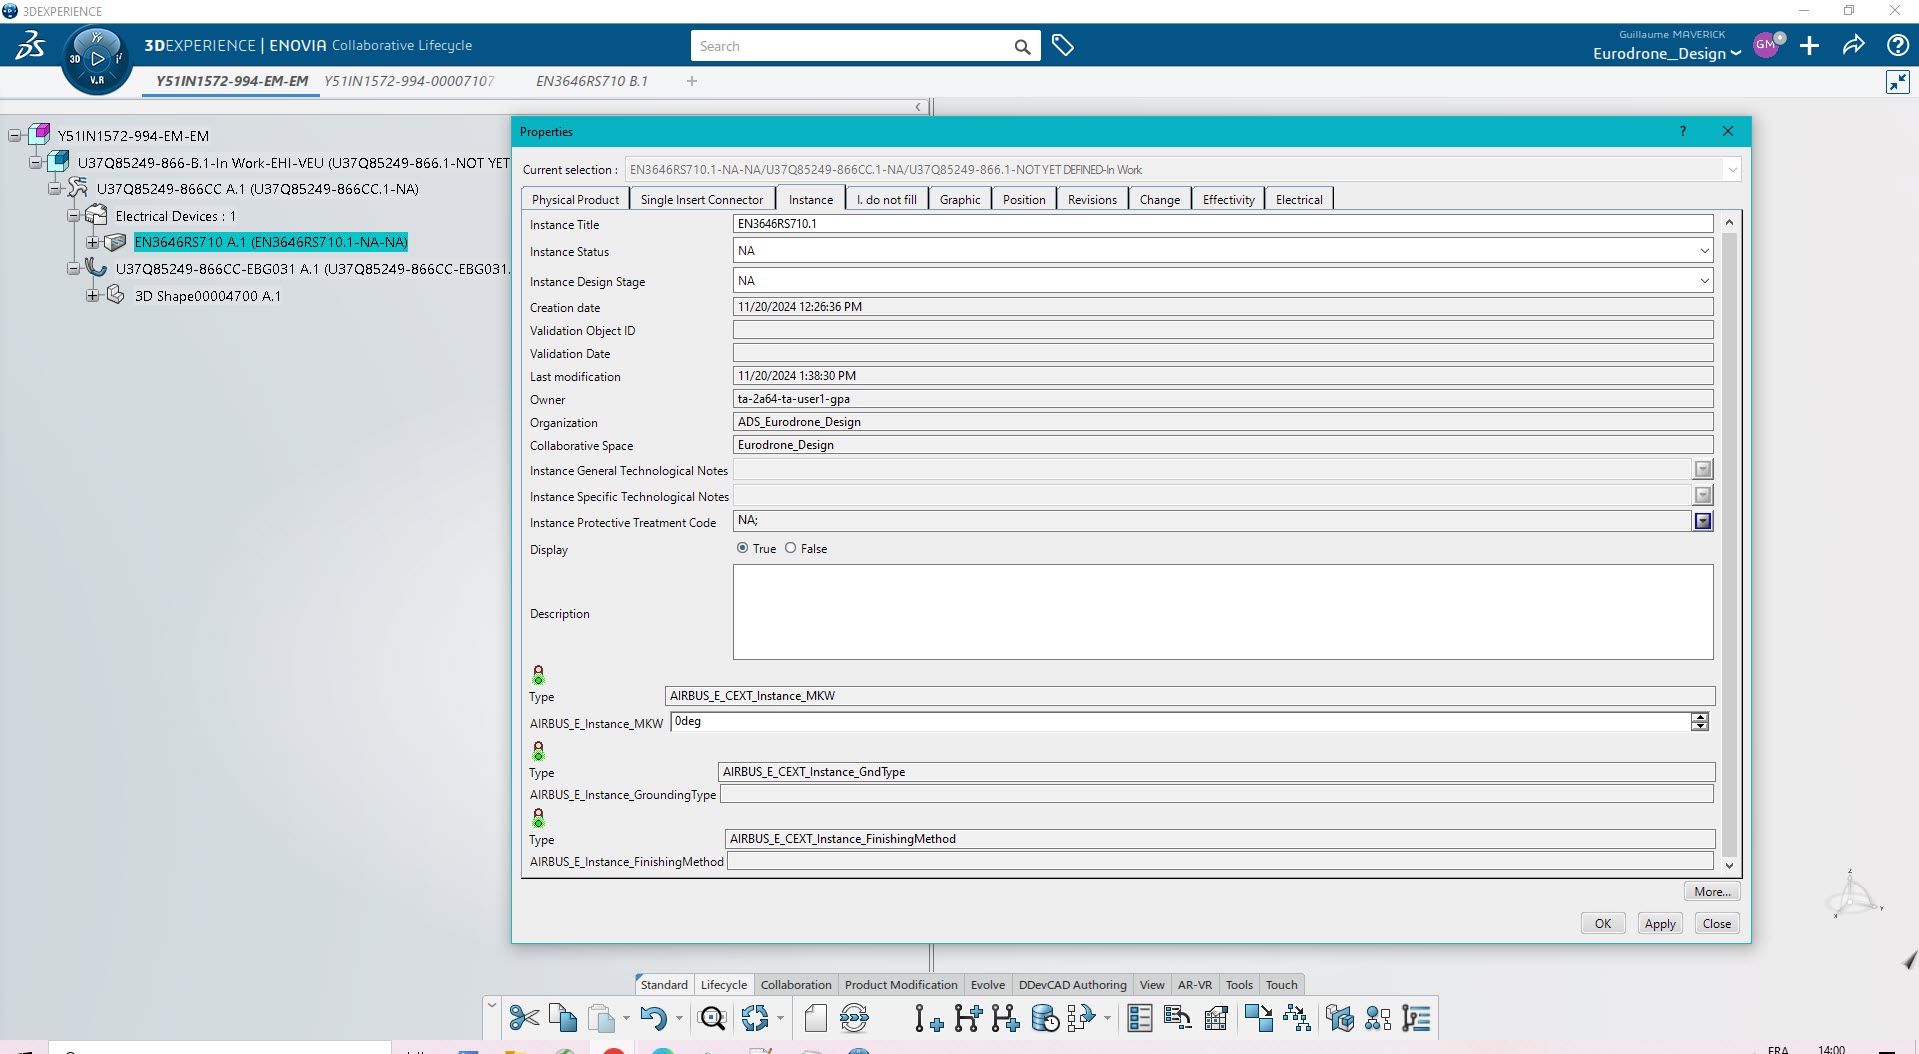 3DEXPERIENCE
3DEXPERIENCE | ENOVIA Collaborative Lifecycle
Search
Guillaume MAVERICK
Eurodrone_Design
GM
3D
V.R
Y51IN1572-994-EM-EM
Y51IN1572-994-00007107
EN3646RS710 B.1
Y51IN1572-994-EM-EM
U37Q85249-866-B.1-In Work-EHI-VEU (U37Q85249-866.1-NOT YET
U37Q85249-866CC A.1 (U37Q85249-866CC.1-NA)
Electrical Devices : 1
EN3646RS710 A.1 (EN3646RS710.1-NA-NA)
U37Q85249-866CC-EBG031 A.1 (U37Q85249-866CC-EBG031.
3D Shape00004700 A.1
Properties
Current selection : EN3646RS710.1-NA-NA/U37Q85249-866CC.1-NA/U37Q85249-866.1-NOT YET DEFINED-In Work
Physical Product Single Insert Connector Instance I. do not fill Graphic Position Revisions Change Effectivity Electrical
Instance Title EN3646RS710.1
Instance Status NA
Instance Design Stage NA
Creation date 11/20/2024 12:26:36 PM
Validation Object ID
Validation Date
Last modification 11/20/2024 1:38:30 PM
Owner ta-2a64-ta-user1-gpa
Organization ADS_Eurodrone_Design
Collaborative Space Eurodrone_Design
Instance General Technological Notes
Instance Specific Technological Notes
Instance Protective Treatment Code NA;
Display True False
Description
Type AIRBUS_E_CEXT_Instance_MKW
AIRBUS_E_Instance_MKW 0deg
Type AIRBUS_E_CEXT_Instance_GndType
AIRBUS_E_Instance_GroundingType
Type AIRBUS_E_CEXT_Instance_FinishingMethod
AIRBUS_E_Instance_FinishingMethod
More...
OK Apply Close
Standard Lifecycle Collaboration Product Modification Evolve DDevCAD Authoring View AR-VR Tools Touch
FRA
14:00